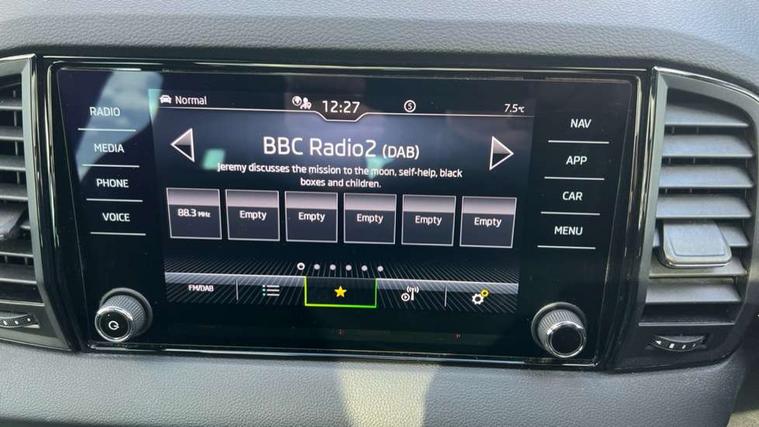 Normal
12:27
S
7.5°C
RADIO
MEDIA
PHONE
VOICE
BBC Radio2 (DAB)
Jeremy discusses the mission to the moon, self-help, black
boxes and children.
88.3 MHz
Empty
Empty
Empty
Empty
Empty
FM/DAB
NAV
APP
CAR
MENU